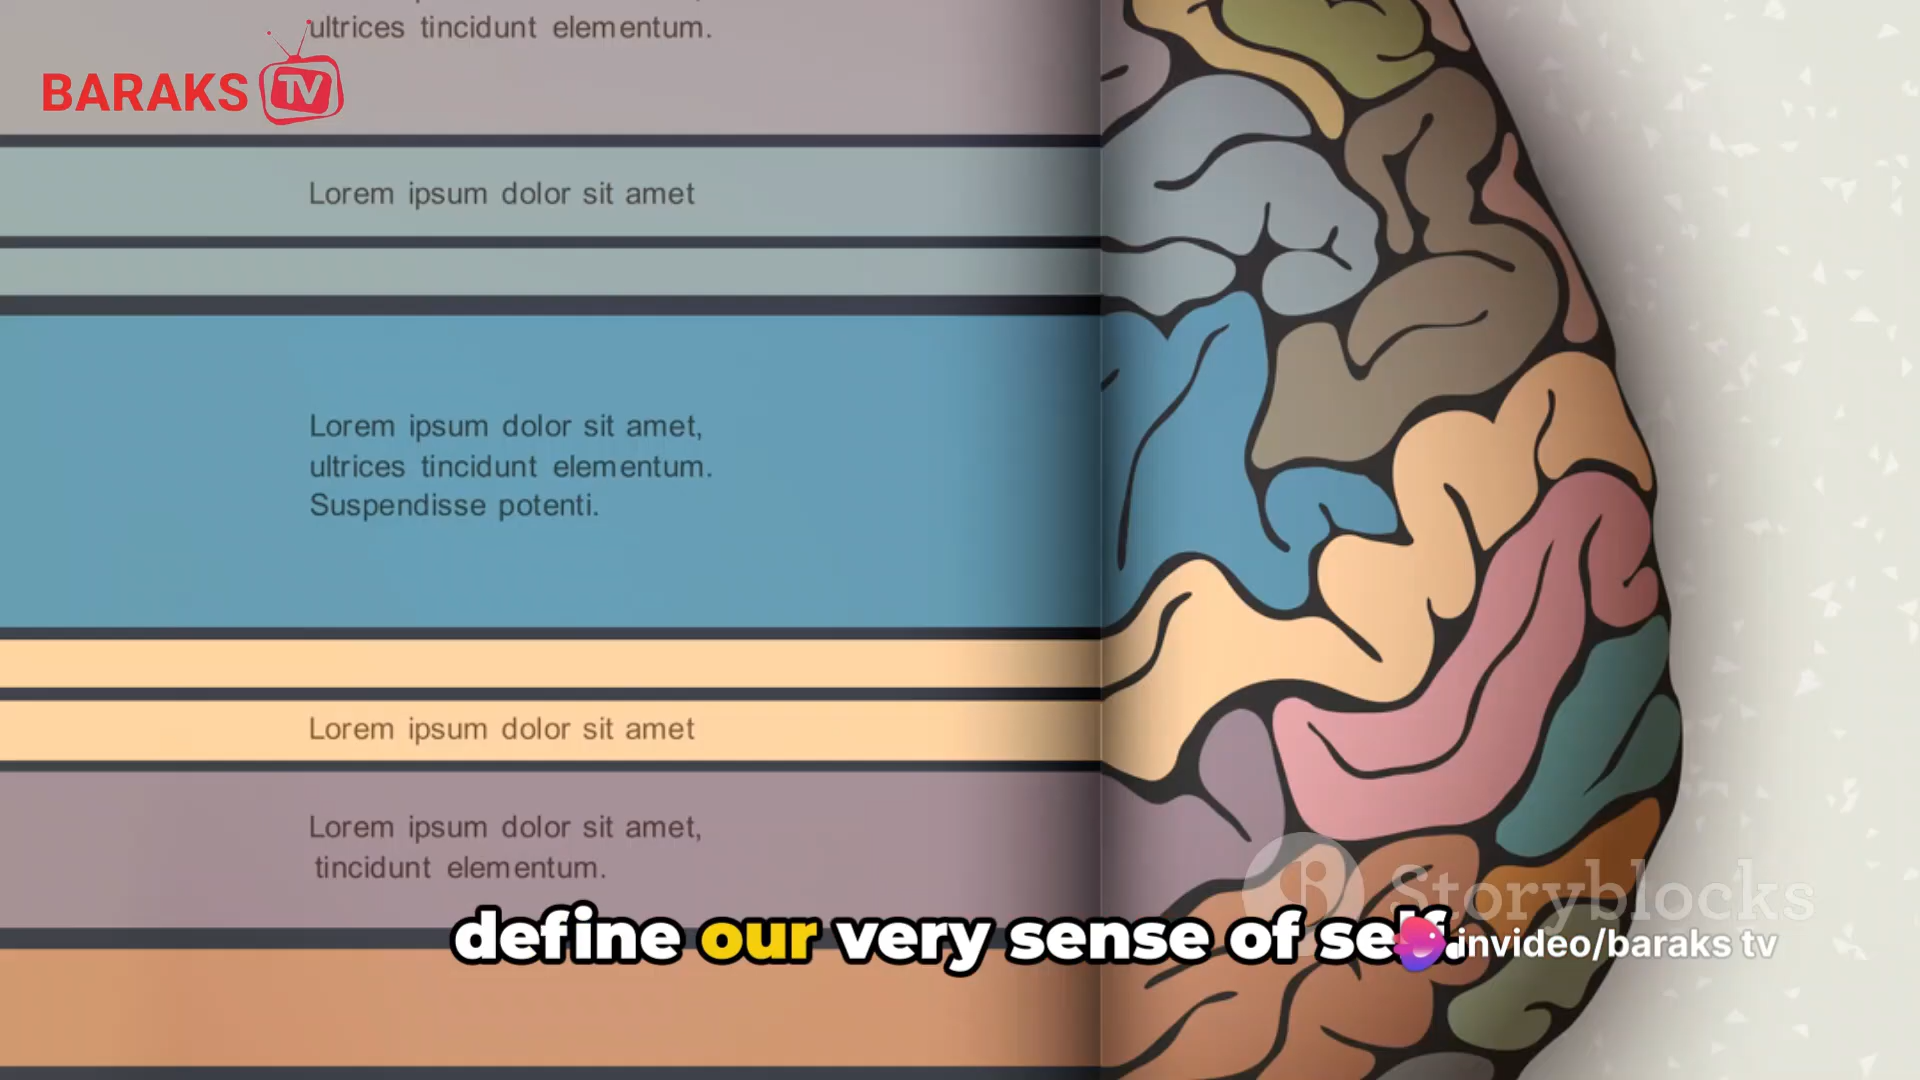 ultrices tincidunt elementum.
BARAKS TV
Lorem ipsum dolor sit amet
Lorem ipsum dolor sit amet,
ultrices tincidunt elementum.
Suspendisse potenti.
Lorem ipsum dolor sit amet
Lorem ipsum dolor sit amet,
tincidunt elementum.
Storyblocks
define our very sense of self.
invideo/baraks tv